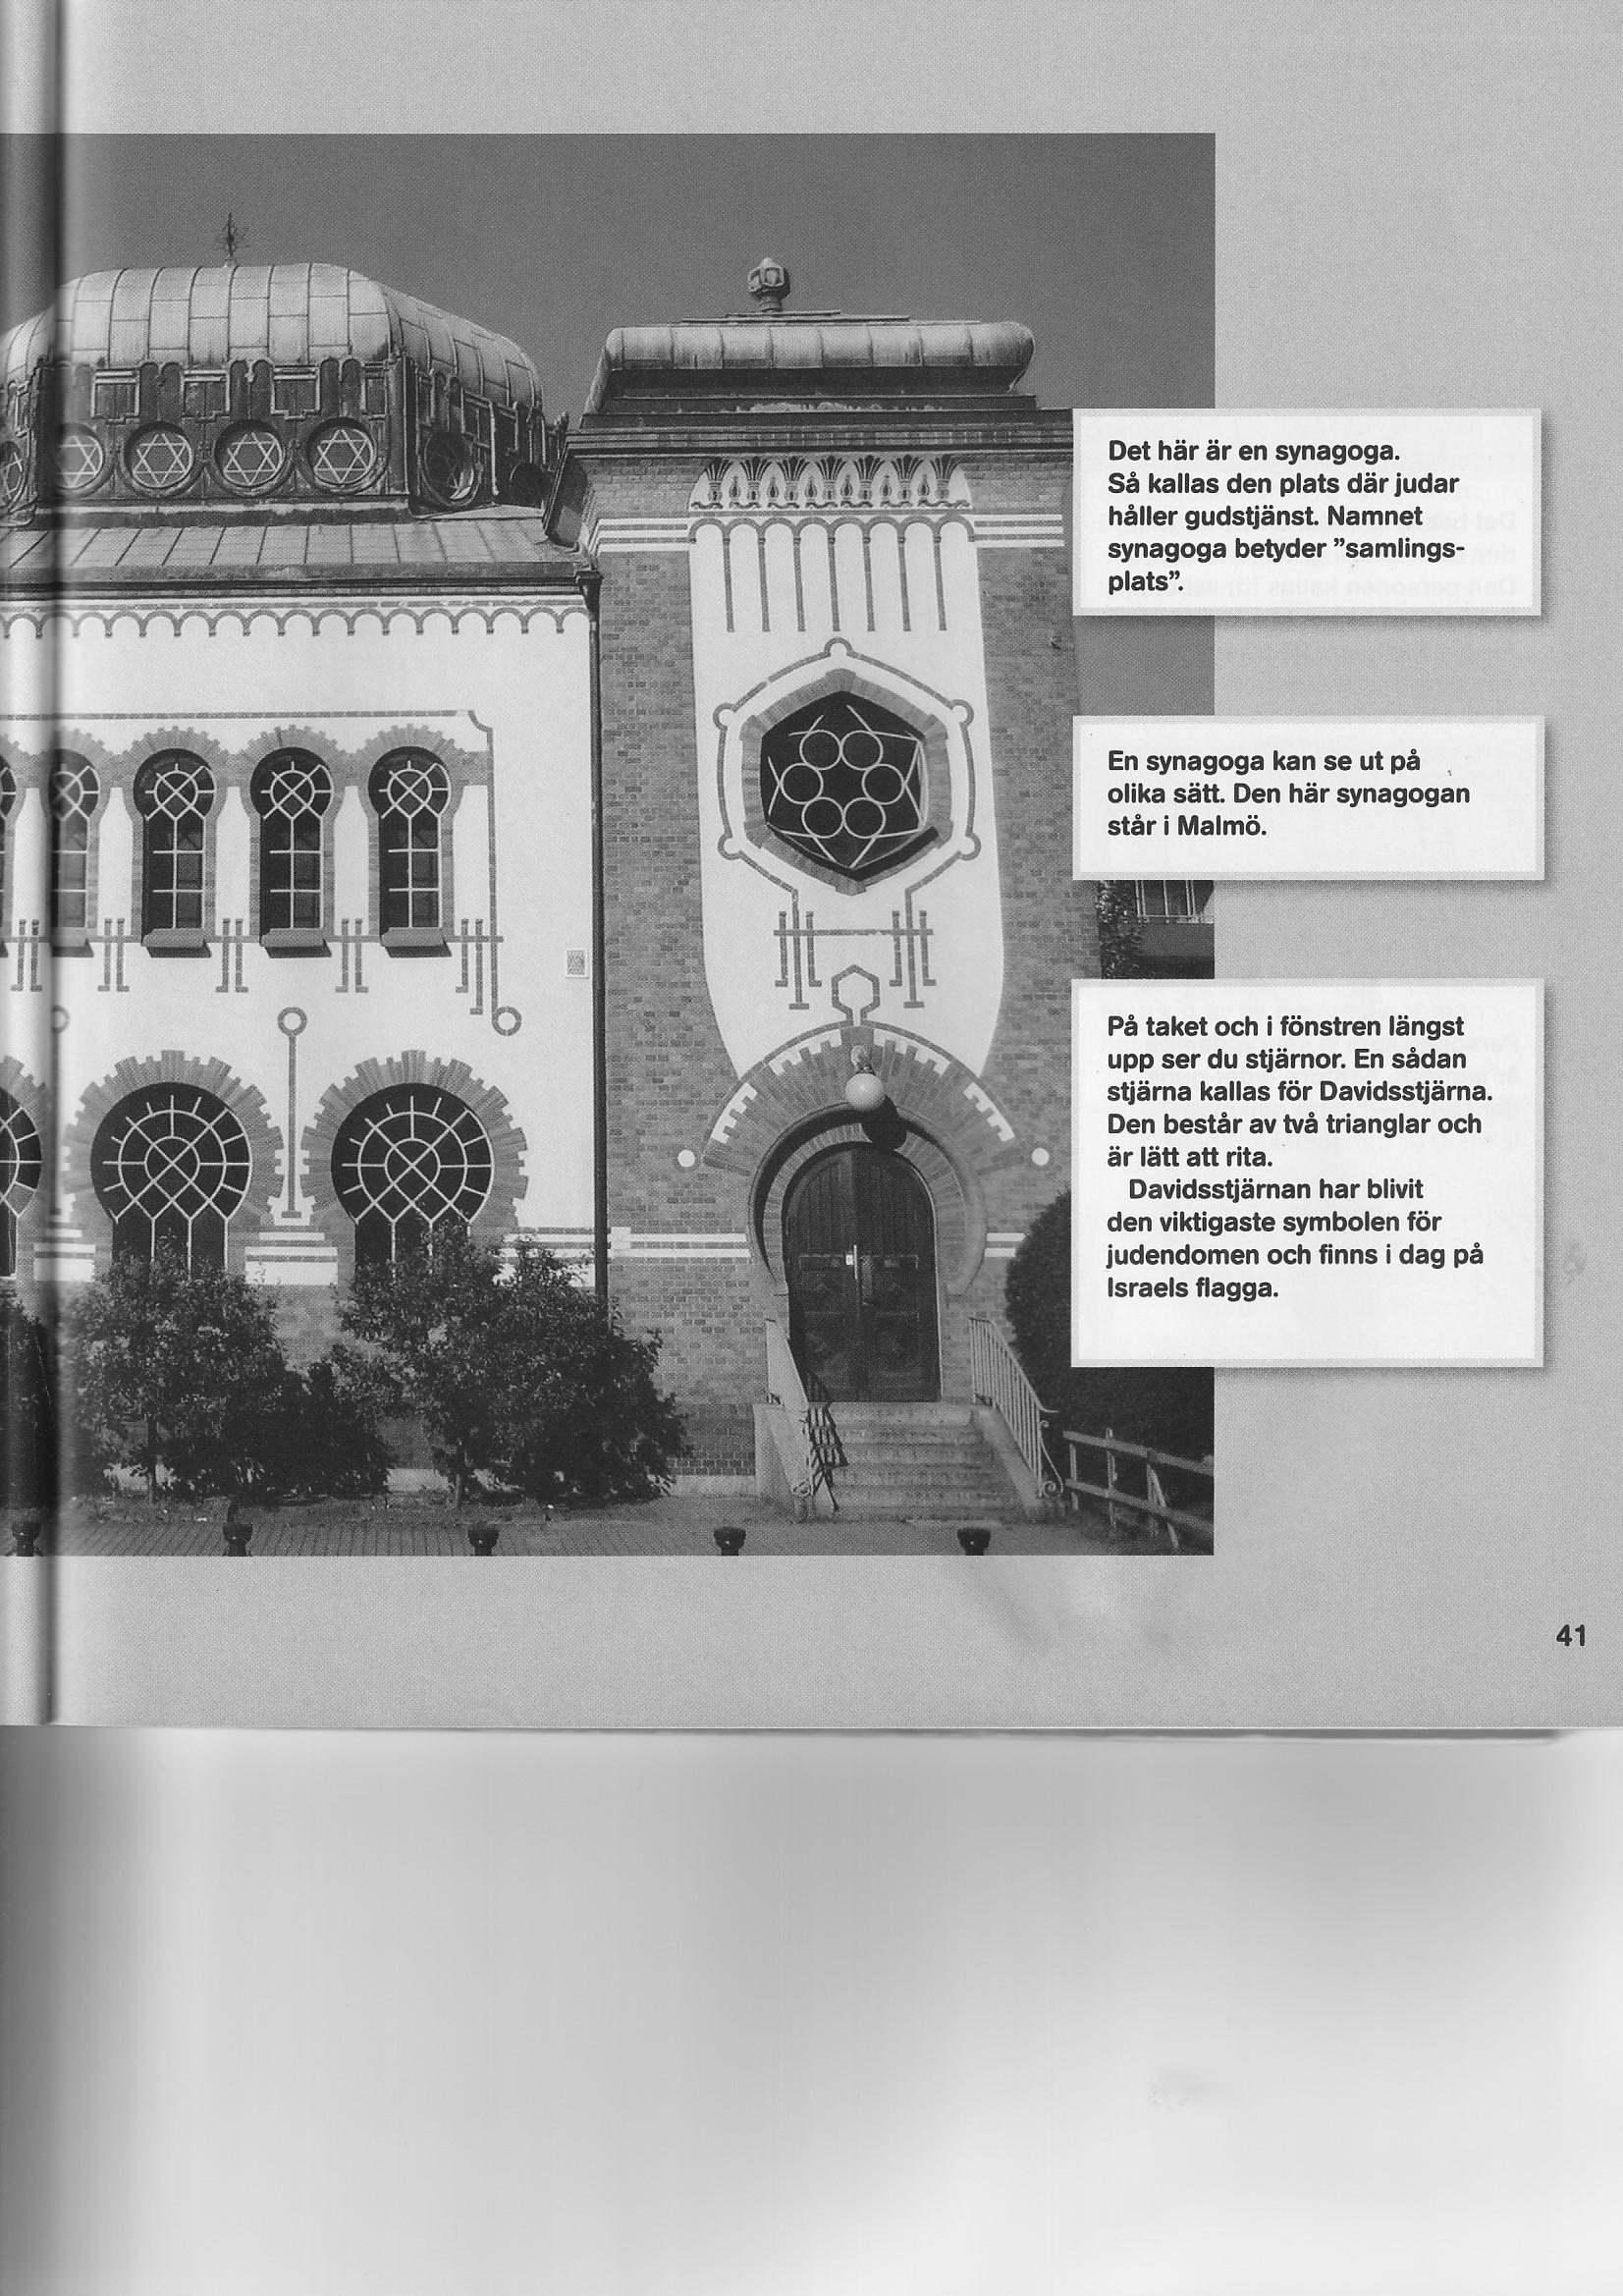 Det här är en synagoga.
Så kallas den plats där judar
håller gudstjänst. Namnet
synagoga betyder ”samlings-
plats”.
En synagoga kan se ut på
olika sätt. Den här synagogan
står i Malmö.
På taket och i fönstren längst
upp ser du stjärnor. En sådan
stjärna kallas för Davidsstjärna.
Den består av två trianglar och
är lätt att rita.
Davidsstjärnan har blivit
den viktigaste symbolen för
judendomen och finns i dag på
Israels flagga.
41